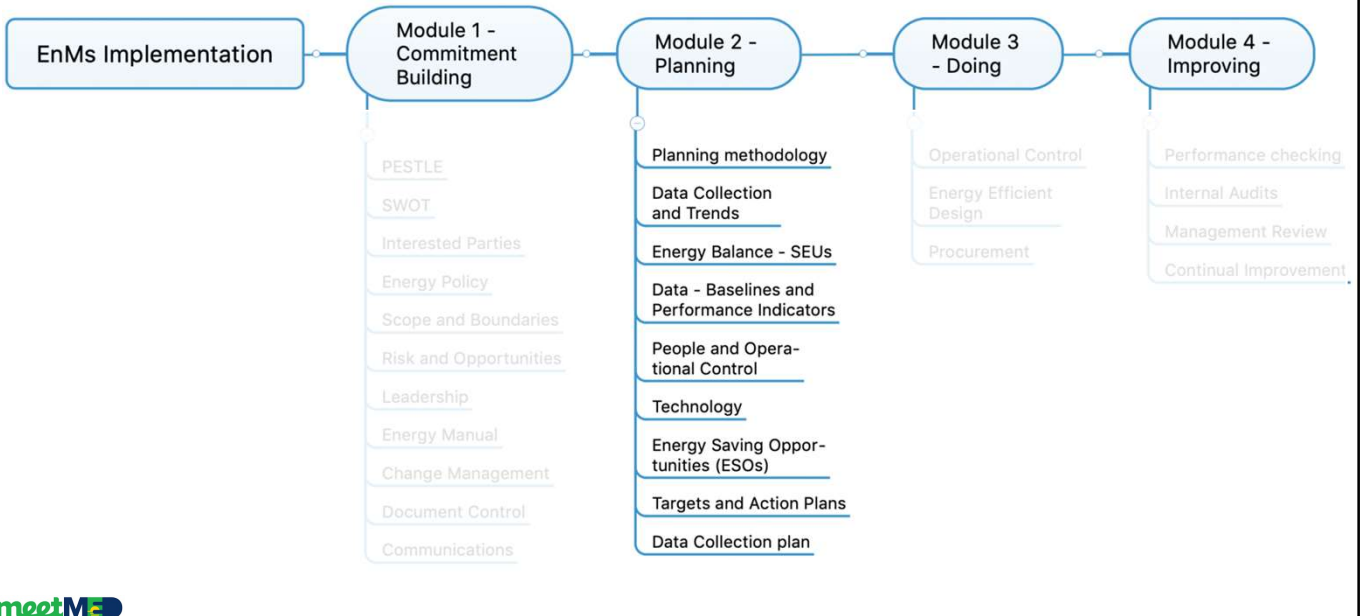 EnMs Implementation
Module 1 -
Commitment
Building
Module 2 -
Planning
Module 3
- Doing
Module 4 -
Improving
PESTLE
SWOT
Interested Parties
Energy Policy
Scope and Boundaries
Risk and Opportunities
Leadership
Energy Manual
Change Management
Document Control
Communications
Planning methodology
Data Collection
and Trends
Energy Balance - SEUs
Data - Baselines and
Performance Indicators
People and Opera-
tional Control
Technology
Energy Saving Oppor-
tunities (ESOs)
Targets and Action Plans
Data Collection plan
Operational Control
Energy Efficient
Design
Procurement
Performance checking
Internal Audits
Management Review
Continual Improvement
meetMED